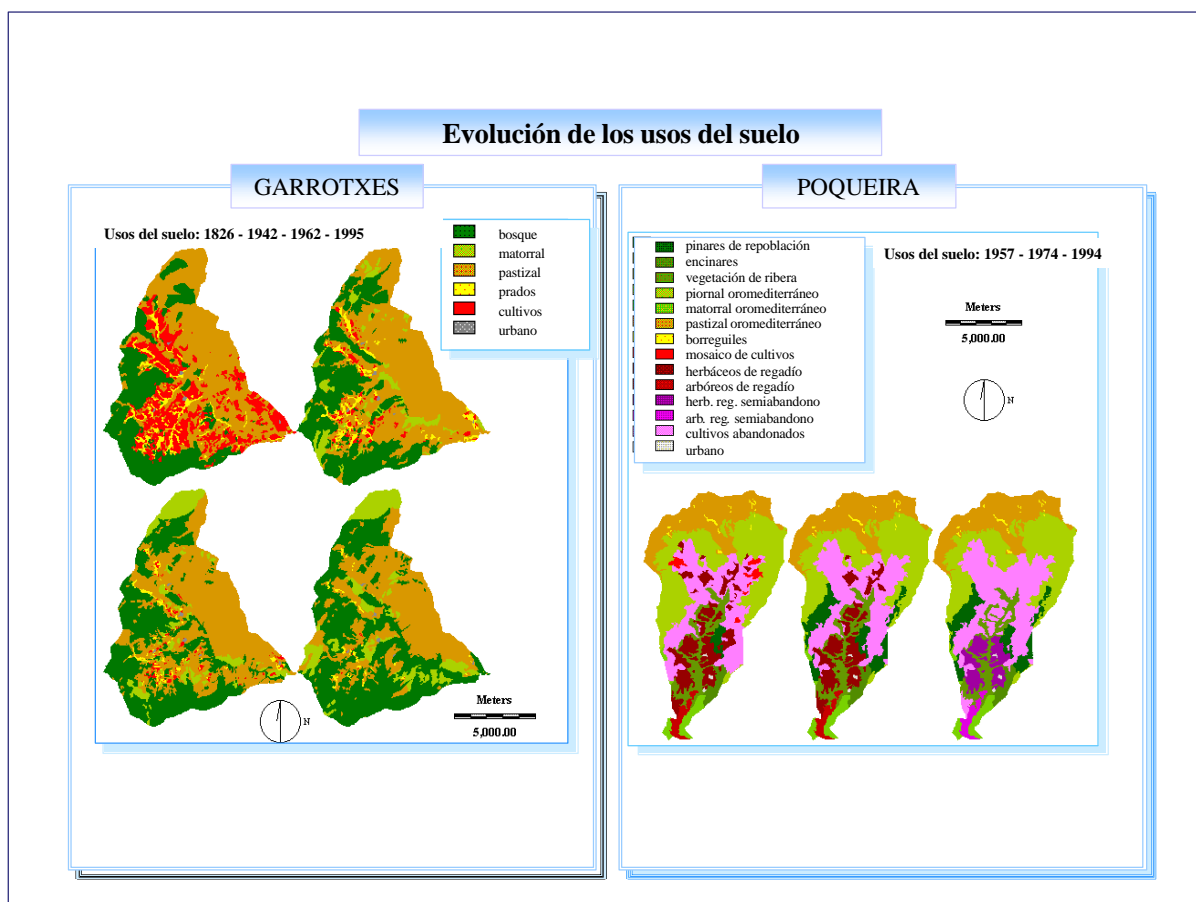 Evolución de los usos del suelo
GARROTXES
Usos del suelo: 1826 - 1942 - 1962 - 1995
bosque
matorral
pastizal
prados
cultivos
urbano
N
Meters
5,000.00
POQUEIRA
pinares de repoblación
encinares
vegetación de ribera
piornal oromediterráneo
matorral oromediterráneo
pastizal oromediterráneo
borreguiles
mosaico de cultivos
herbáceos de regadío
arbóreos de regadío
herb. reg. semiabandono
arb. reg. semiabandono
cultivos abandonados
urbano
Usos del suelo: 1957 - 1974 - 1994
Meters
5,000.00
N